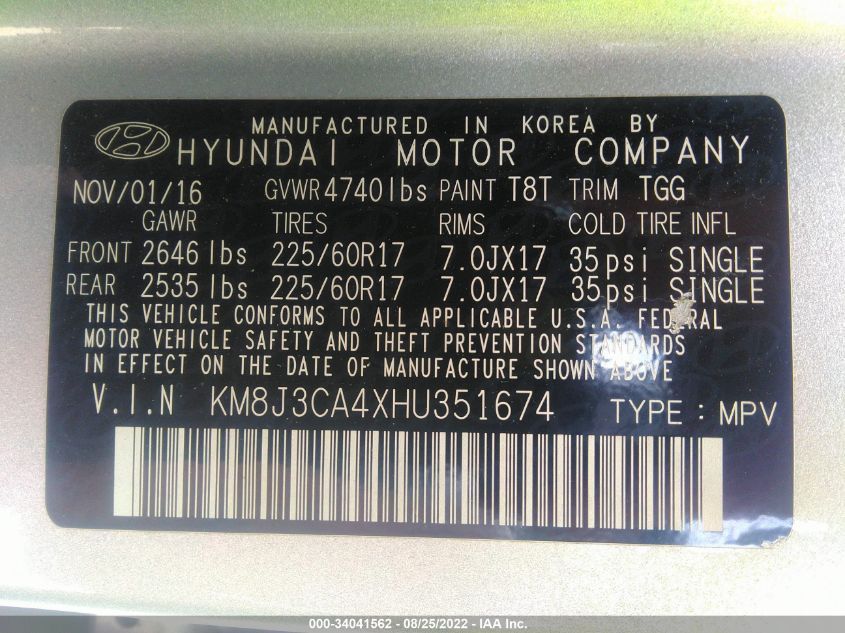 MANUFACTURED IN KOREA BY
HYUNDAI MOTOR COMPANY
NOV/01/16 GVWR 4740lbs PAINT T8T TRIM TGG
GAWR TIRES RIMS COLD TIRE INFL
FRONT 2646 lbs 225/60R17 7.0JX17 35psi SINGLE
REAR 2535 lbs 225/60R17 7.0JX17 35psi SINGLE
THIS VEHICLE CONFORMS TO ALL APPLICABLE U.S.A. FEDERAL
MOTOR VEHICLE SAFETY AND THEFT PREVENTION STANDARDS
IN EFFECT ON THE DATE OF MANUFACTURE SHOWN ABOVE
V.I.N KM8J3CA4XHU351674 TYPE : MPV
000-34041562 - 08/25/2022 - IAA Inc.